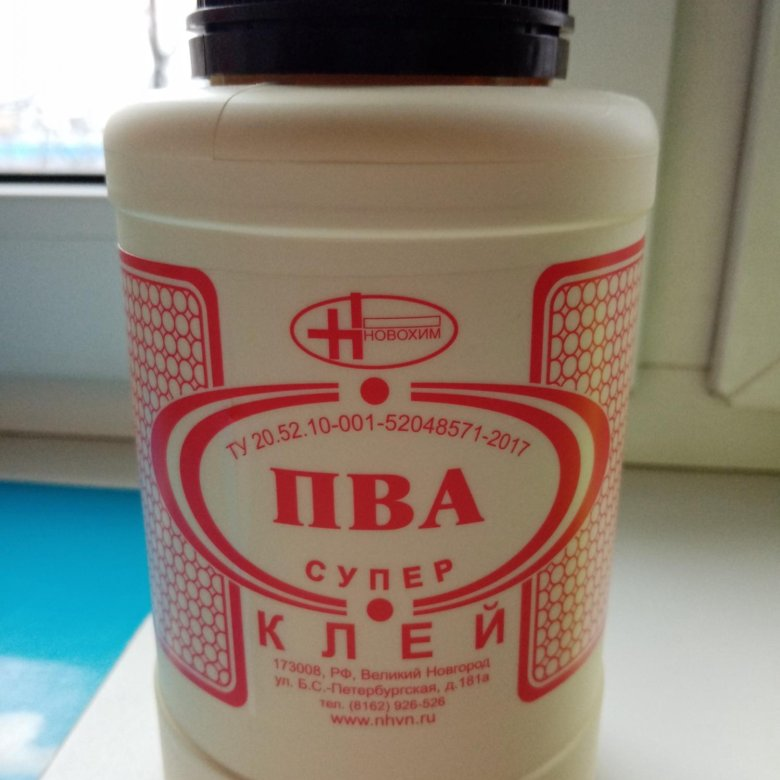 НОВОХИМ
ТУ 20.52.10-001-52048571-2017
ПВА
СУПЕР
КЛЕЙ
173008, РФ, Великий Новгород
ул. Б.С.-Петербургская, д.181а
тел. (8162) 926-526
www.nhvn.ru